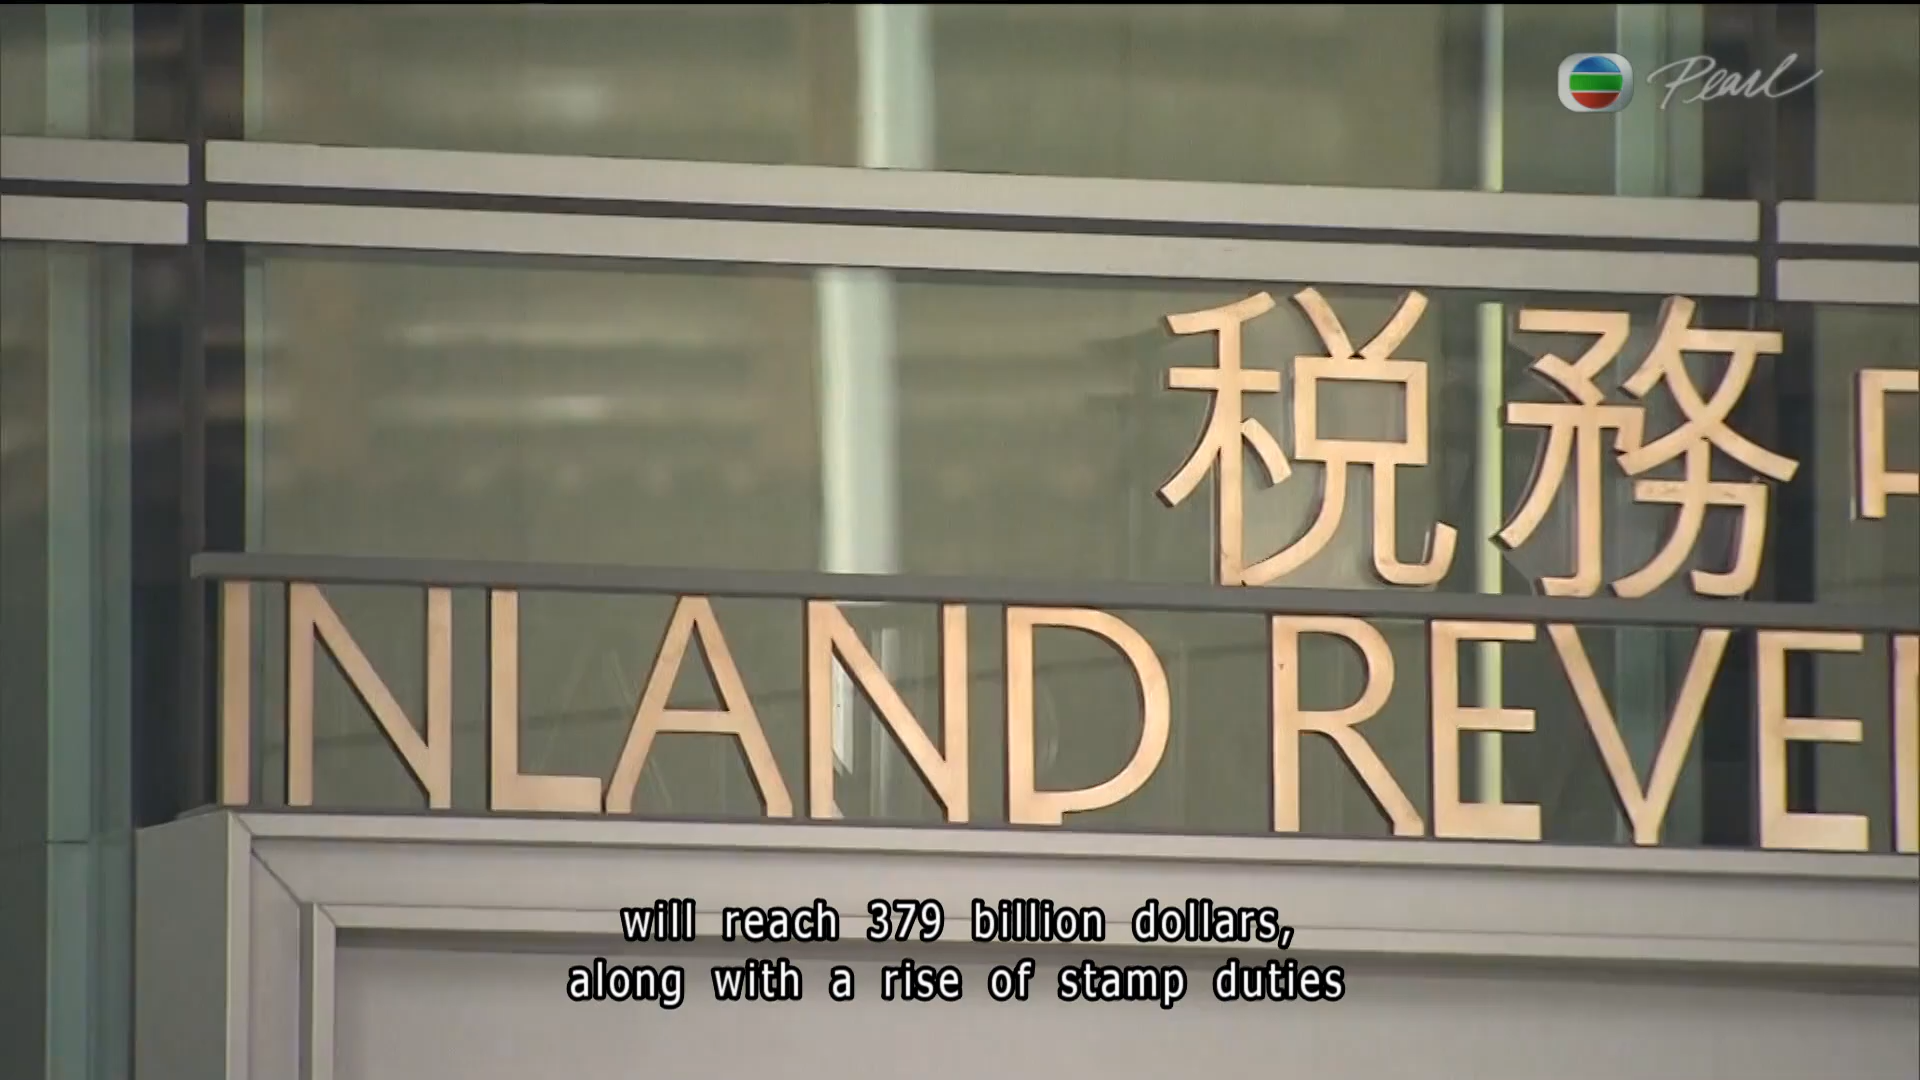 Pearl
税務
INLAND REVE
will reach 379 billion dollars,
along with a rise of stamp duties